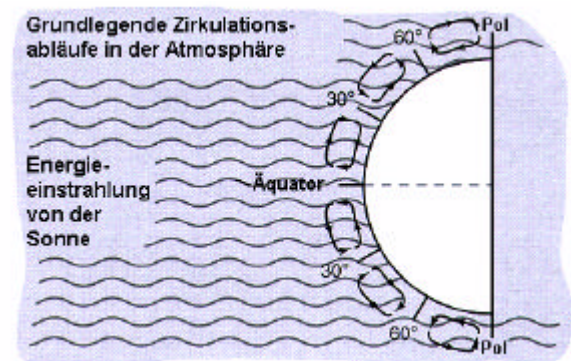 Grundlegende Zirkulations-
abläufe in der Atmosphäre
Pol
60°
30°
Energie-
einstrahlung
von der
Sonne
Äquator
30°
60°
Pol